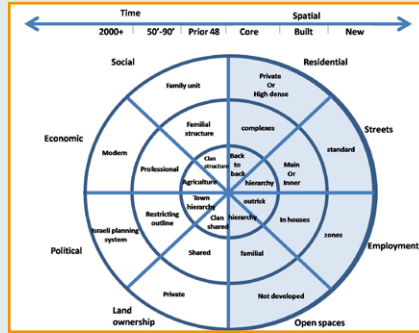 Time
Spatial
2000+
50'-90'
Prior 48
Core
Built
New
Social
Residential
Family unit
Private
Or
High dense
Familial
structure
complexes
Economic
Streets
Modern
Professional
Clan
structure
Back
to
back
Main
Or
Inner
standard
Agriculture
hierarchy
Town
hierarchy
outrisk
Clan
shared
hierarchy
Restricting
outline
In houses
Israeli planning
system
zones
Political
Employment
Shared
familial
Private
Not developed
Land
ownership
Open spaces